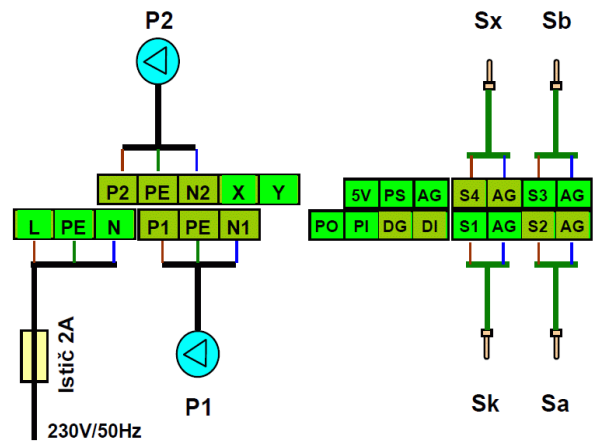 P2
Sx Sb
P2 PE N2 X Y
5V PS AG
S4 AG S3 AG
L PE N
P1 PE N1
PO PI DG DI
S1 AG S2 AG
Istič 2A
P1
Sk Sa
230V/50Hz